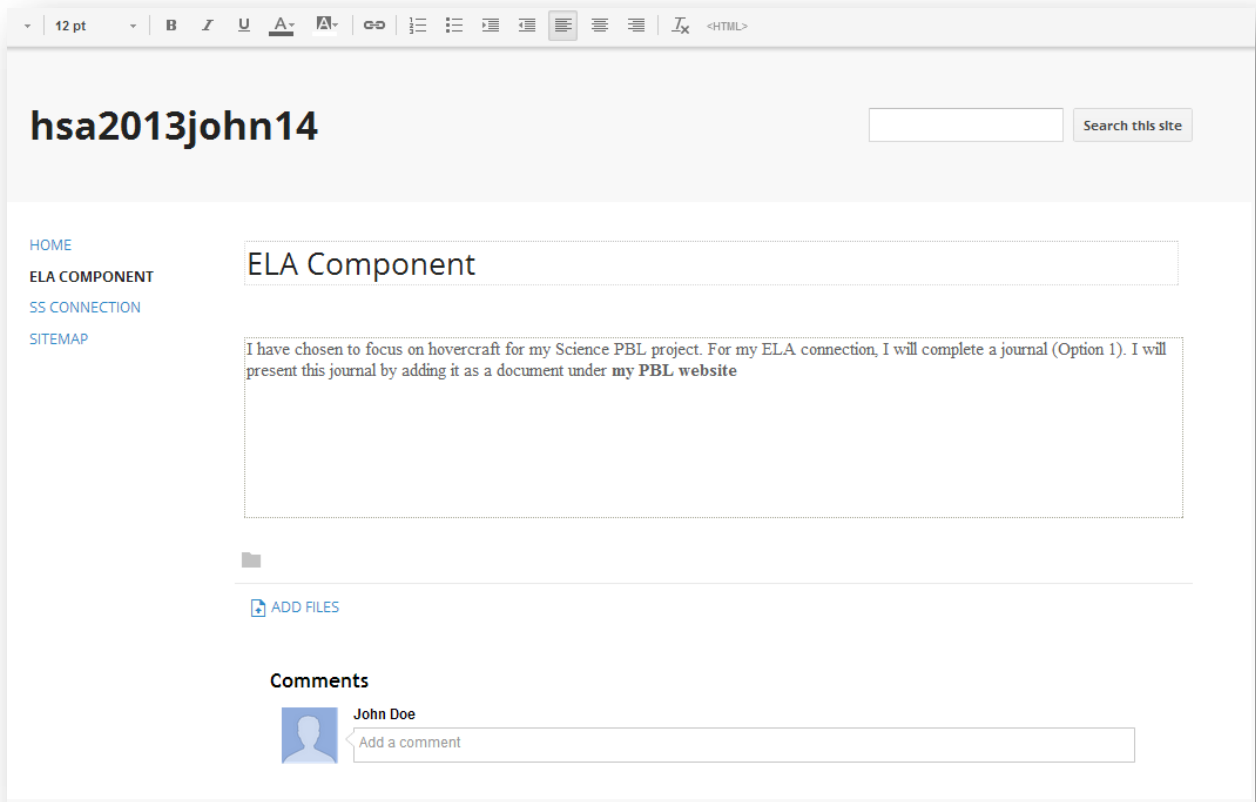 12 pt B I U A A <HTML>
hsa2013john14
Search this site
HOME
ELA COMPONENT
SS CONNECTION
SITEMAP
ELA Component
I have chosen to focus on hovercraft for my Science PBL project. For my ELA connection, I will complete a journal (Option 1). I will
present this journal by adding it as a document under my PBL website
ADD FILES
Comments
John Doe
Add a comment